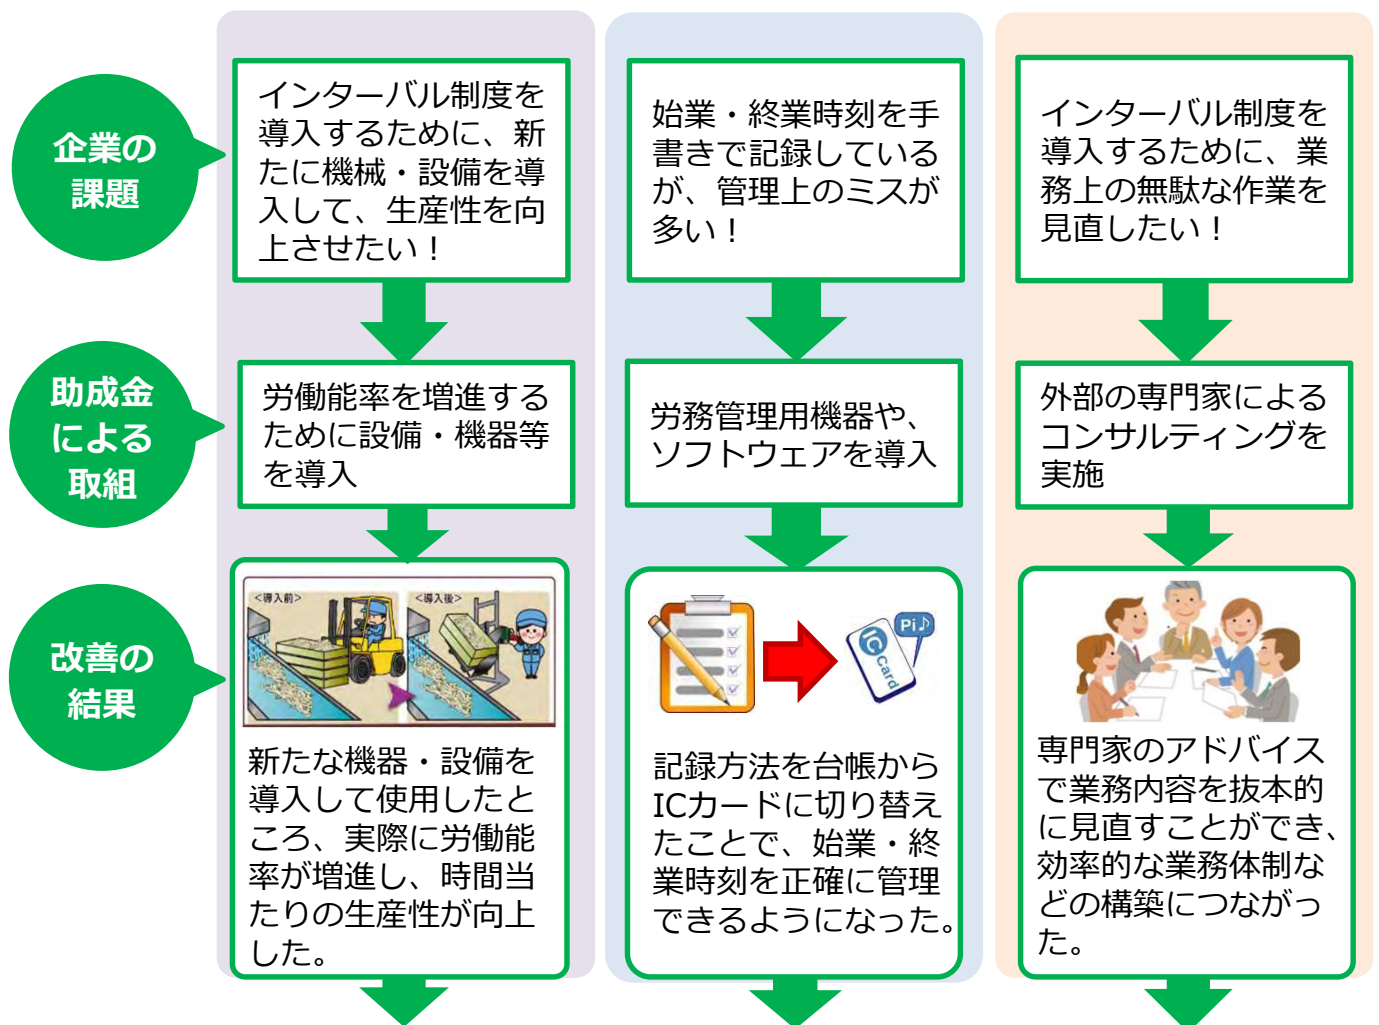 企業の
課題
インターバル制度を
導入するために、新
たに機械・設備を導
入して、生産性を向
上させたい！
始業・終業時刻を手
書きで記録している
が、管理上のミスが
多い！
インターバル制度を
導入するために、業
務上の無駄な作業を
見直したい！
助成金
による
取組
労働能率を増進する
ために設備・機器等
を導入
労務管理用機器や、
ソフトウェアを導入
外部の専門家による
コンサルティングを
実施
改善の
結果
<導入前>
<導入後>
新たな機器・設備を
導入して使用したと
ころ、実際に労働能
率が増進し、時間当
たりの生産性が向上
した。
IC
Card
Pi♪
記録方法を台帳から
ICカードに切り替え
たことで、始業・終
業時刻を正確に管理
できるようになった。
専門家のアドバイス
で業務内容を抜本的
に見直すことができ、
効率的な業務体制な
どの構築につながっ
た。